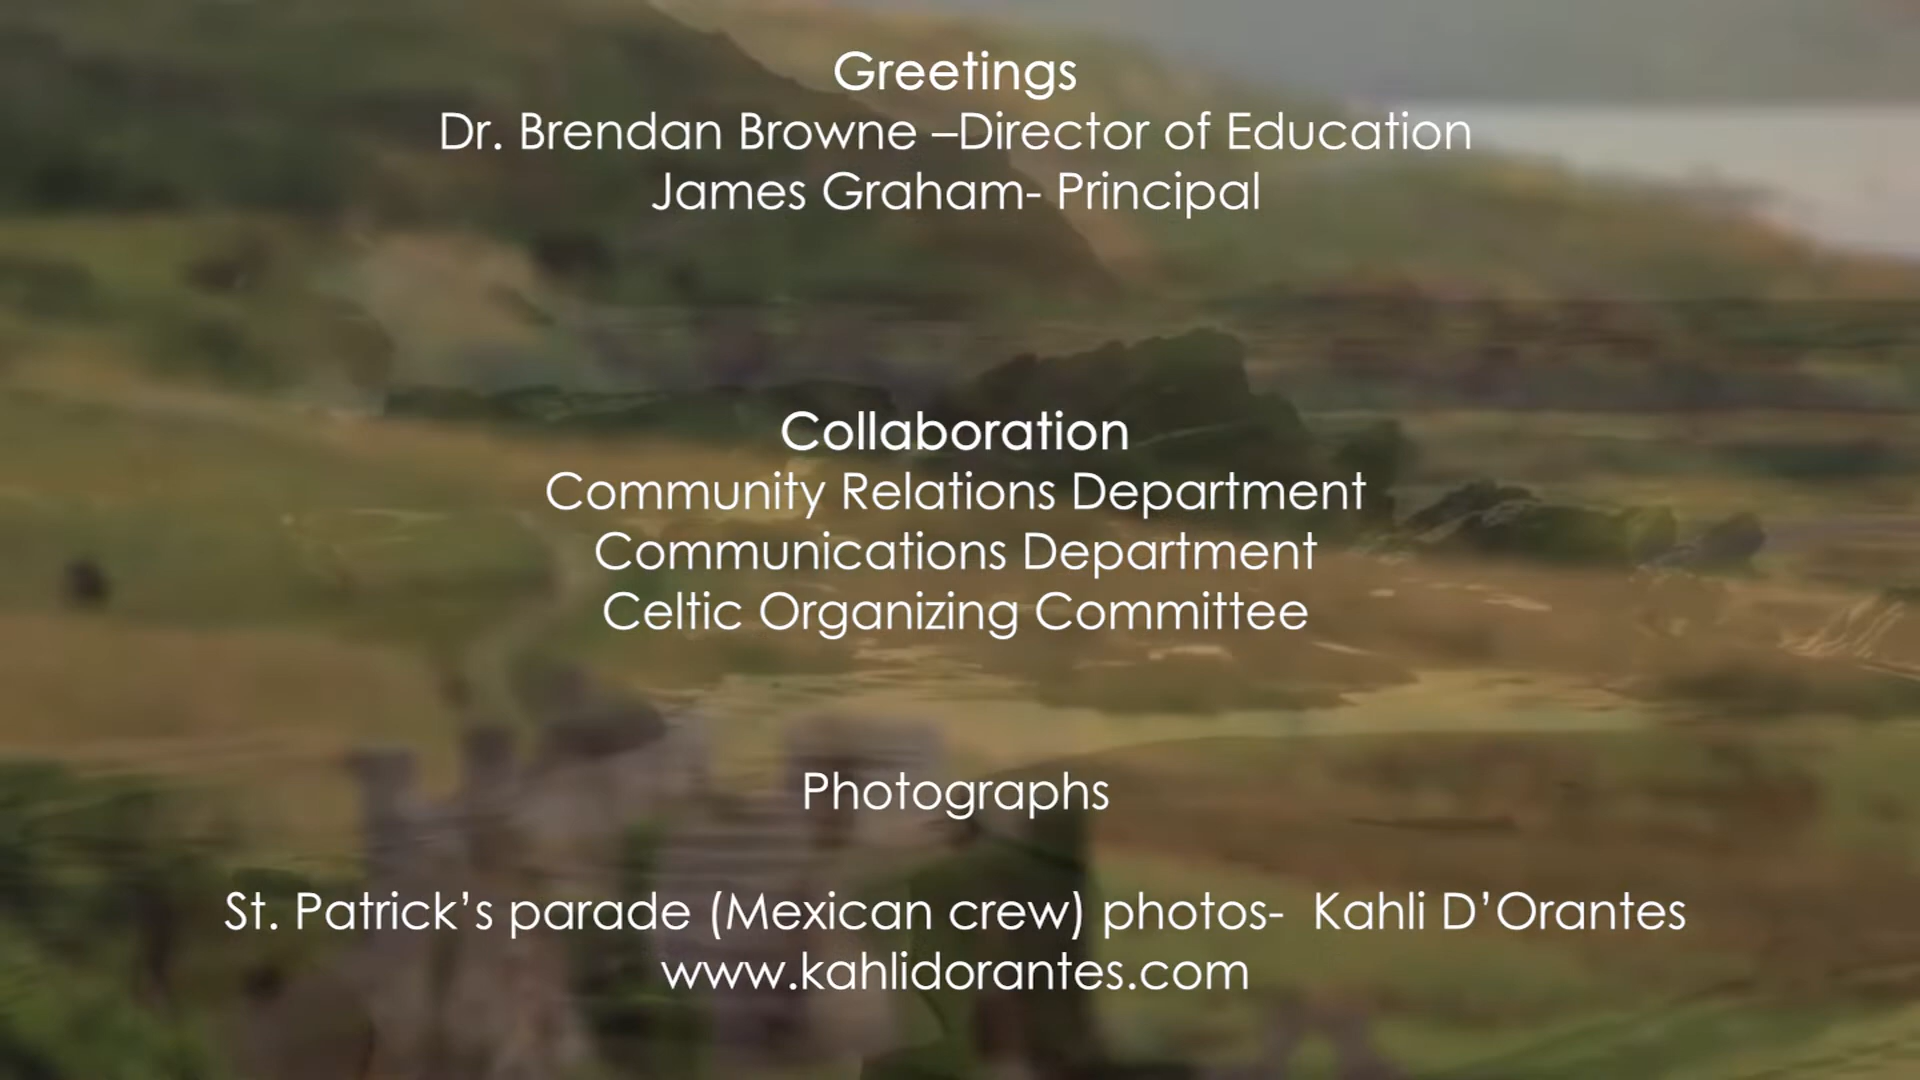 Greetings
Dr. Brendan Browne –Director of Education
James Graham- Principal
Collaboration
Community Relations Department
Communications Department
Celtic Organizing Committee
Photographs
St. Patrick’s parade (Mexican crew) photos-  Kahli D’Orantes
www.kahlidorantes.com